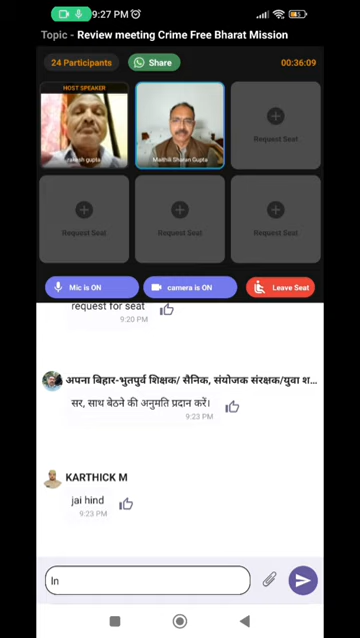 9:27 PM
Topic - Review meeting Crime Free Bharat Mission
24 Participants
Share
00:36:09
HOST SPEAKER
rakesh gupta
Maithili Sharan Gupta
Request Seat
Request Seat
Request Seat
Request Seat
Mic is ON
camera is ON
Leave Seat
request for seat
9:20 PM
अपना बिहार-भुतपुर्व शिक्षक/ सैनिक, संयोजक संरक्षक/युवा श...
सर, साथ बेठने की अनुमति प्रदान करें।
9:23 PM
KARTHICK M
jai hind
9:23 PM
In